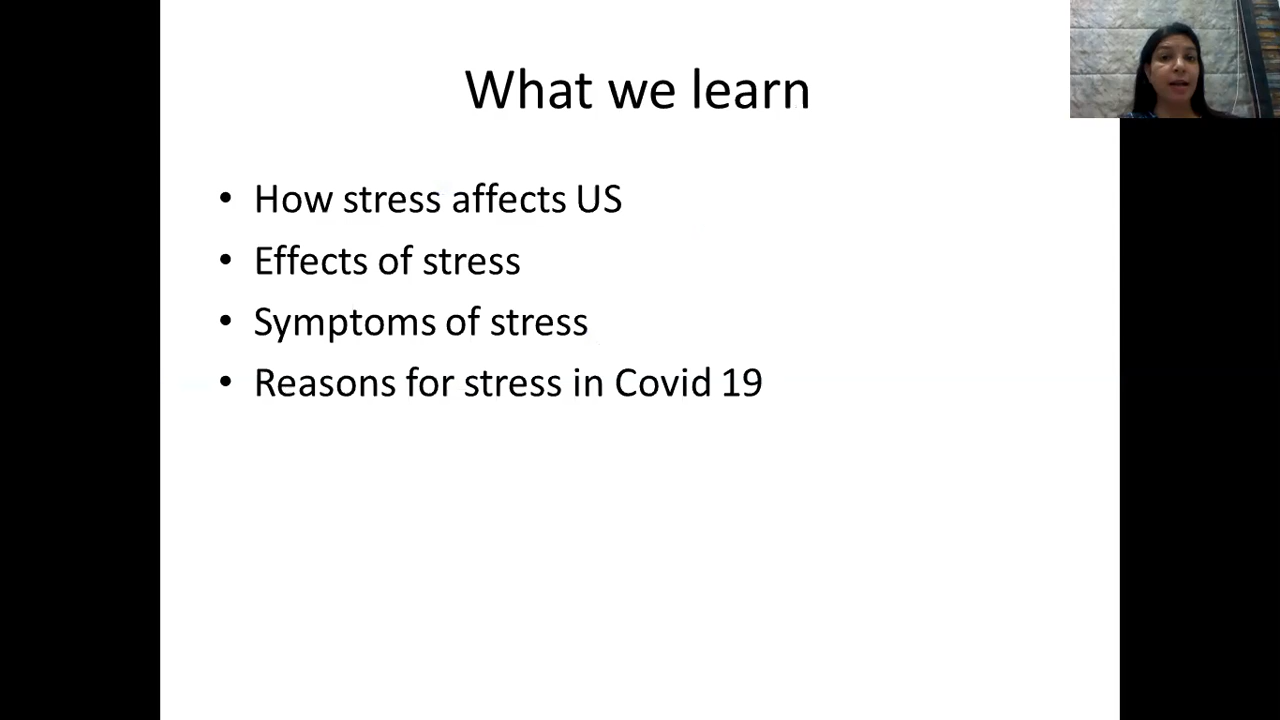 What we learn
• How stress affects US
• Effects of stress
• Symptoms of stress
• Reasons for stress in Covid 19